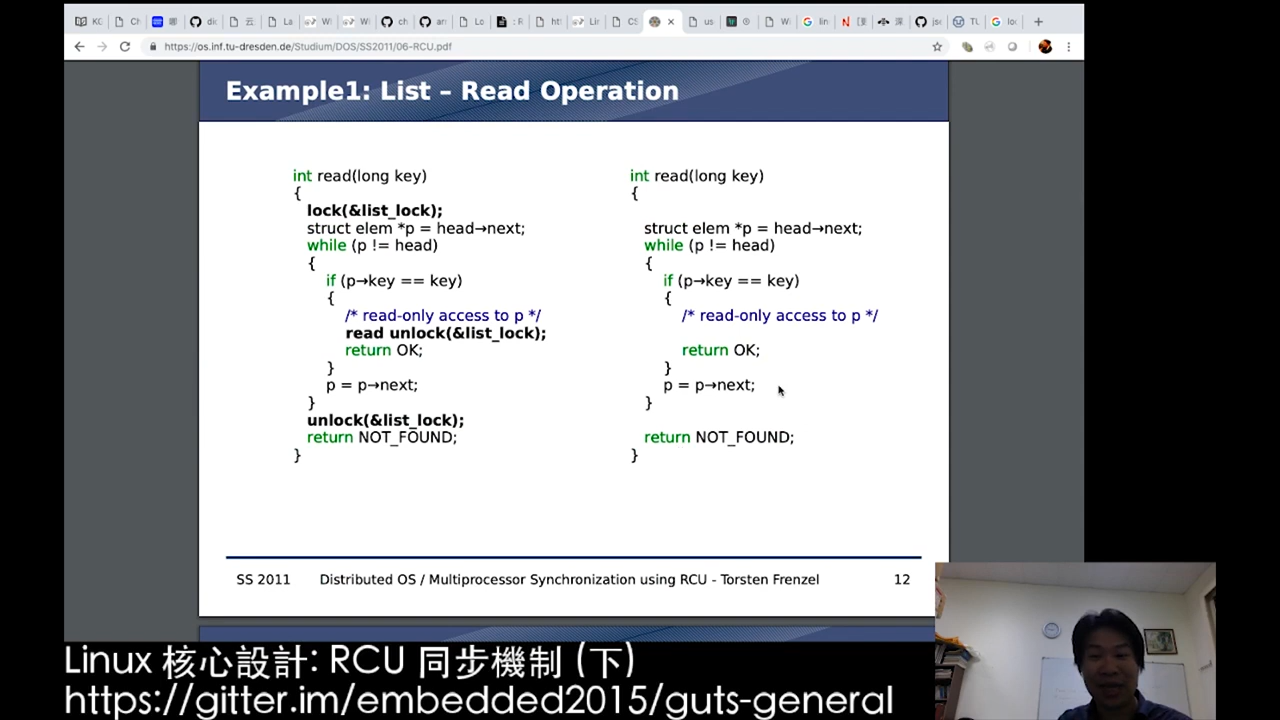 https://os.inf.tu-dresden.de/Studium/DOS/SS2011/06-RCU.pdf
Example1: List – Read Operation
int read(long key)
{
lock(&list_lock);
struct elem *p = head→next;
while (p != head)
{
if (p→key == key)
{
/* read-only access to p */
read unlock(&list_lock);
return OK;
}
p = p→next;
}
unlock(&list_lock);
return NOT_FOUND;
}
int read(long key)
{
struct elem *p = head→next;
while (p != head)
{
if (p→key == key)
{
/* read-only access to p */
return OK;
}
p = p→next;
}
return NOT_FOUND;
}
SS 2011 Distributed OS / Multiprocessor Synchronization using RCU - Torsten Frenzel 12
Linux 核心設計: RCU 同步機制 (下)
https://gitter.im/embedded2015/guts-general